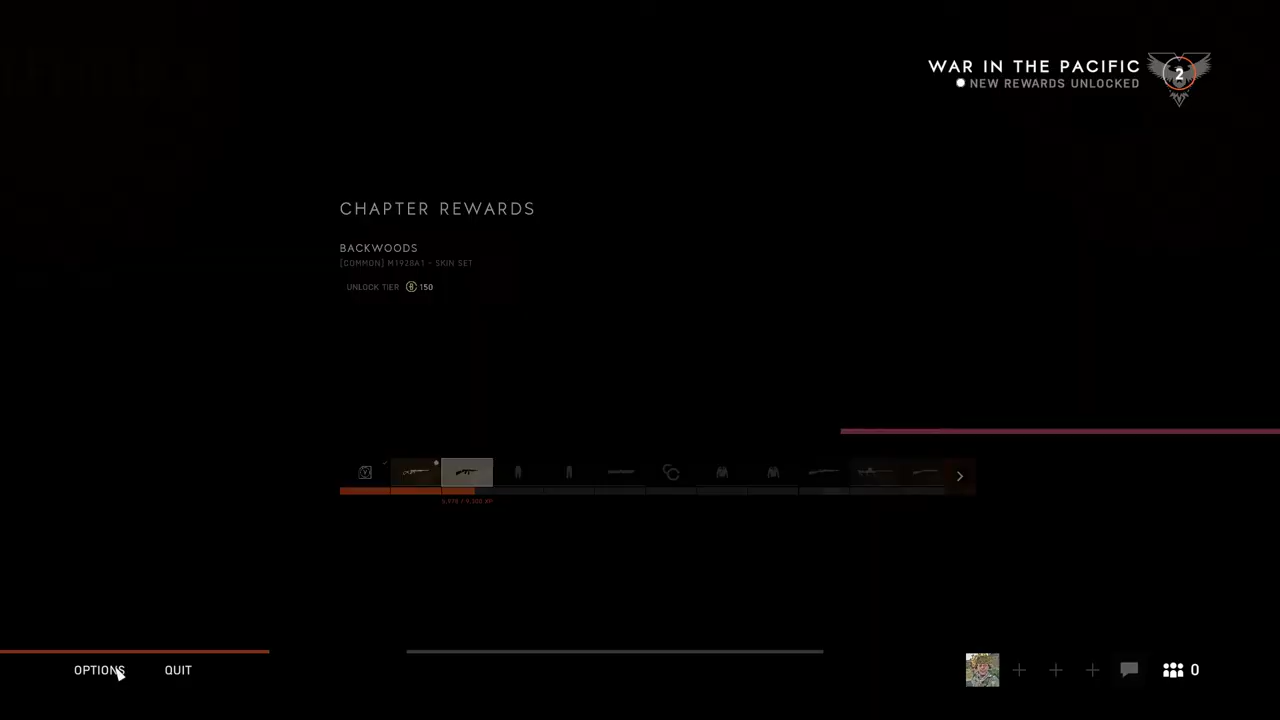 WAR IN THE PACIFIC
2
NEW REWARDS UNLOCKED
CHAPTER REWARDS
BACKWOODS
[COMMON] M1928A1 - SKIN SET
UNLOCK TIER 150
OPTIONS
QUIT
0